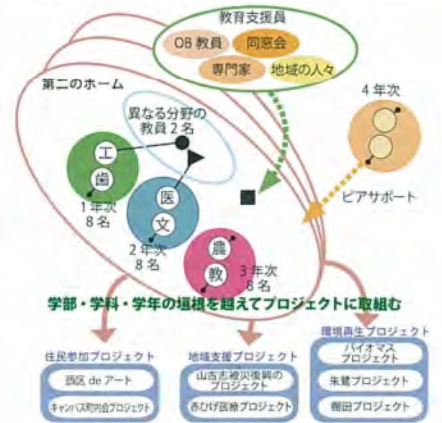 教育支援員
OB 教員
同窓会
専門家
地域の人々
第二のホーム
異なる分野の
教員 2 名
4 年次
工
歯
1 年次
8 名
医
文
2 年次
8 名
ピアサポート
農
教
3 年次
8 名
学部・学科・学年の垣根を越えてプロジェクトに取組む
住民参加プロジェクト
西区 de アート
キャンパス町内会プロジェクト
地域支援プロジェクト
山古志被災復興の
プロジェクト
赤ひげ医療プロジェクト
環境再生プロジェクト
バイオマス
プロジェクト
朱鷺プロジェクト
棚田プロジェクト